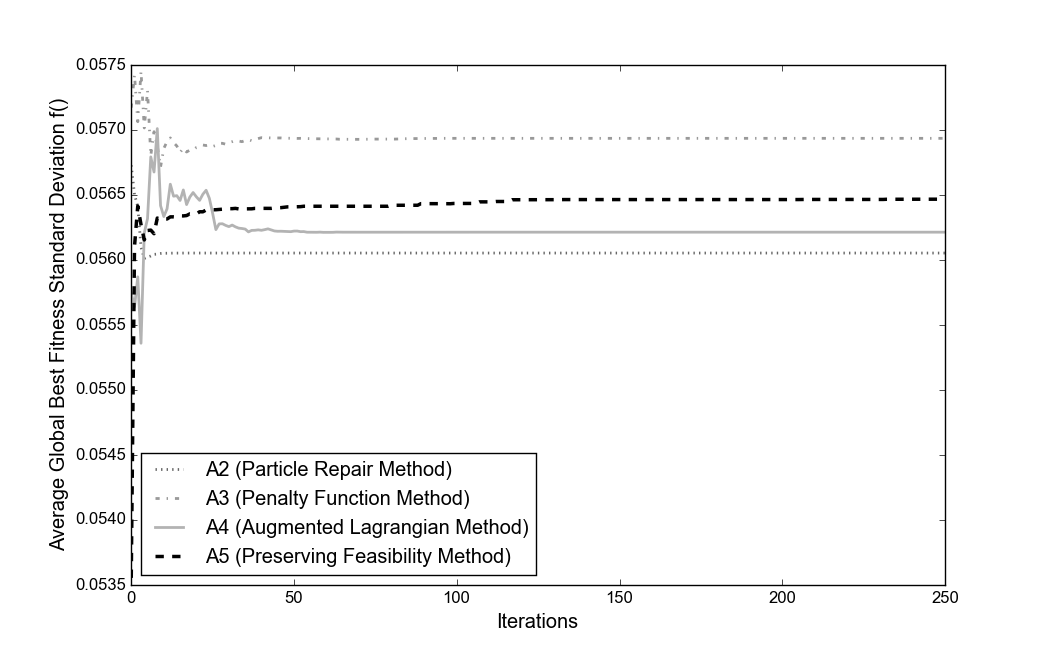 0.0575
0.0570
0.0565
0.0560
0.0555
0.0550
0.0545
0.0540
0.0535
Average Global Best Fitness Standard Deviation f()
A2 (Particle Repair Method)
A3 (Penalty Function Method)
A4 (Augmented Lagrangian Method)
A5 (Preserving Feasibility Method)
0 50 100 150 200 250
Iterations